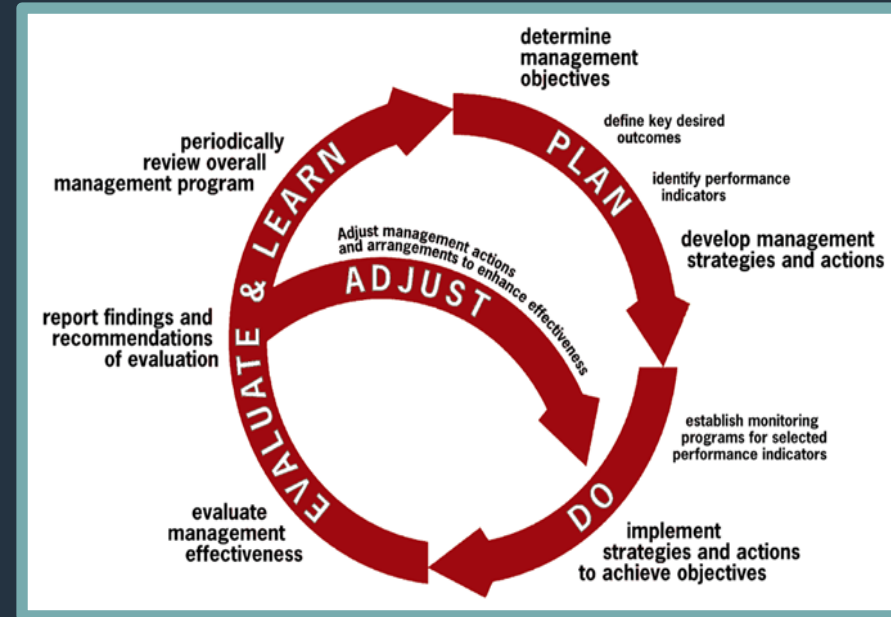 determine
management
objectives
define key desired
outcomes
PLAN
identify performance
indicators
develop management
strategies and actions
establish monitoring
programs for selected
performance indicators
DO
implement
strategies and actions
to achieve objectives
evaluate
management
effectiveness
EVALUATE & LEARN
report findings and
recommendations
of evaluation
periodically
review overall
management program
Adjust management actions
and arrangements to enhance effectiveness
ADJUST